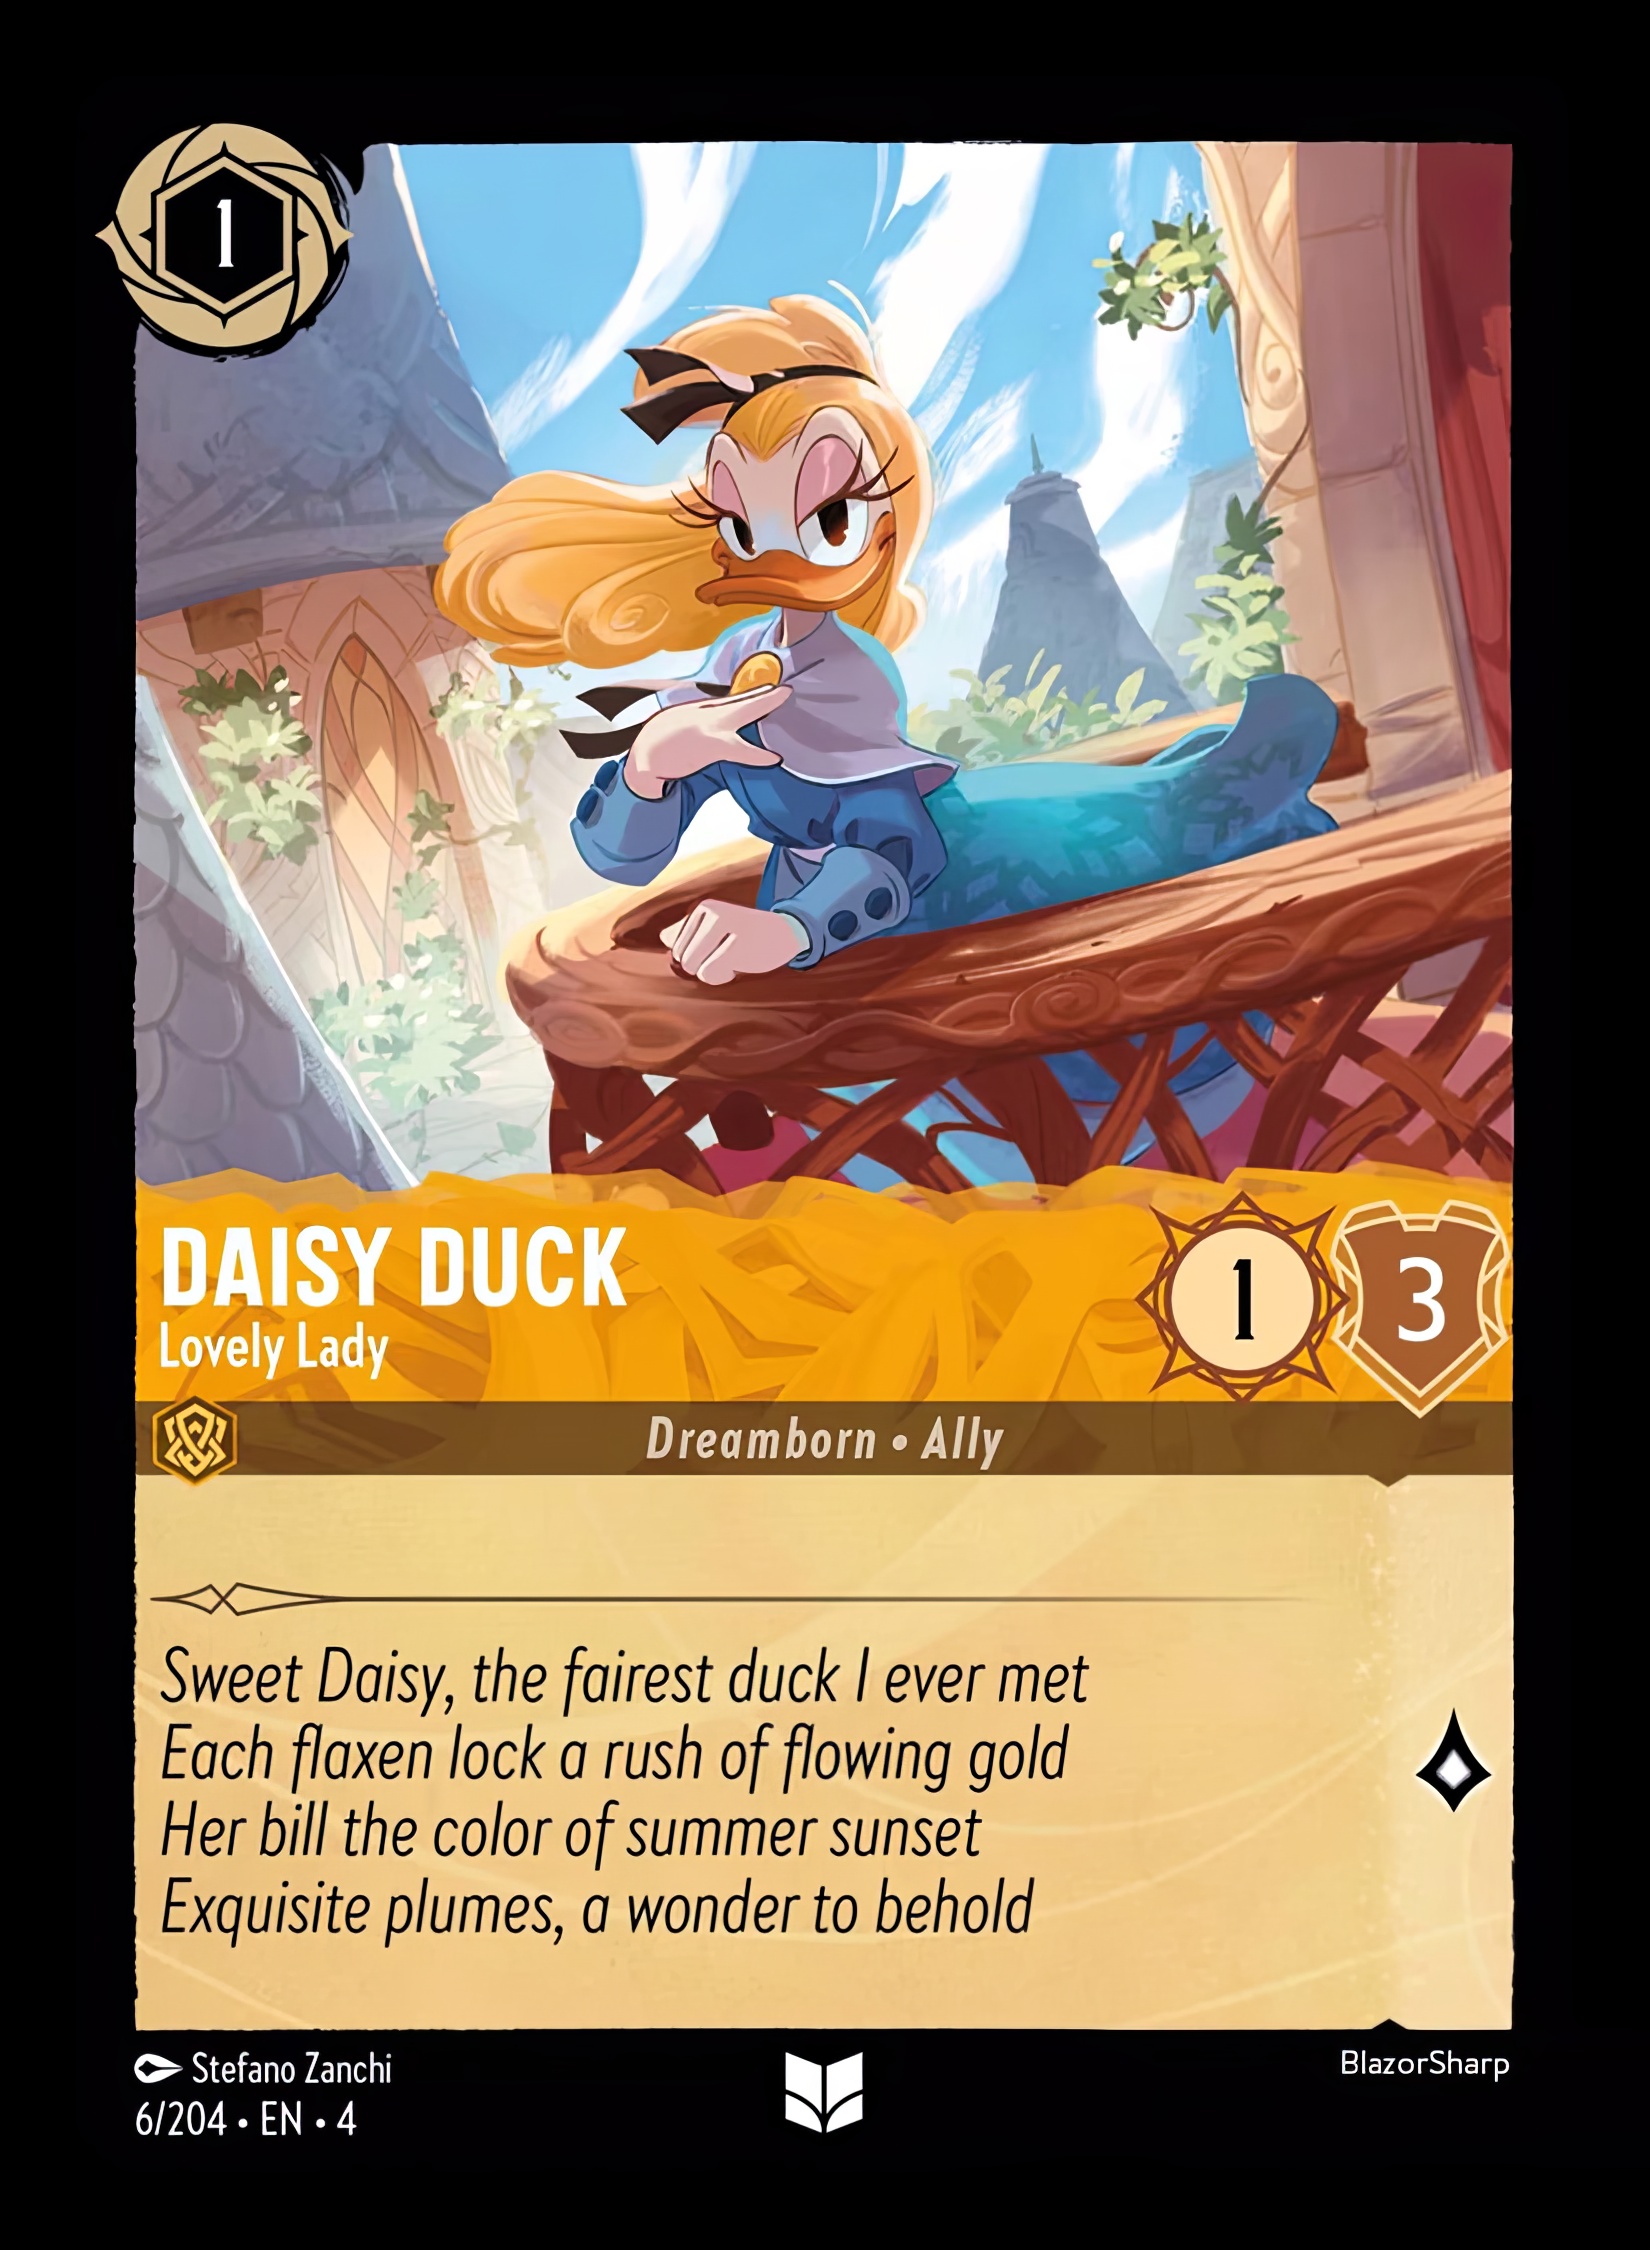 1
DAISY DUCK
Lovely Lady
1
3
Dreamborn • Ally
Sweet Daisy, the fairest duck I ever met
Each flaxen lock a rush of flowing gold
Her bill the color of summer sunset
Exquisite plumes, a wonder to behold
Stefano Zanchi
BlazorSharp
6/204 • EN • 4